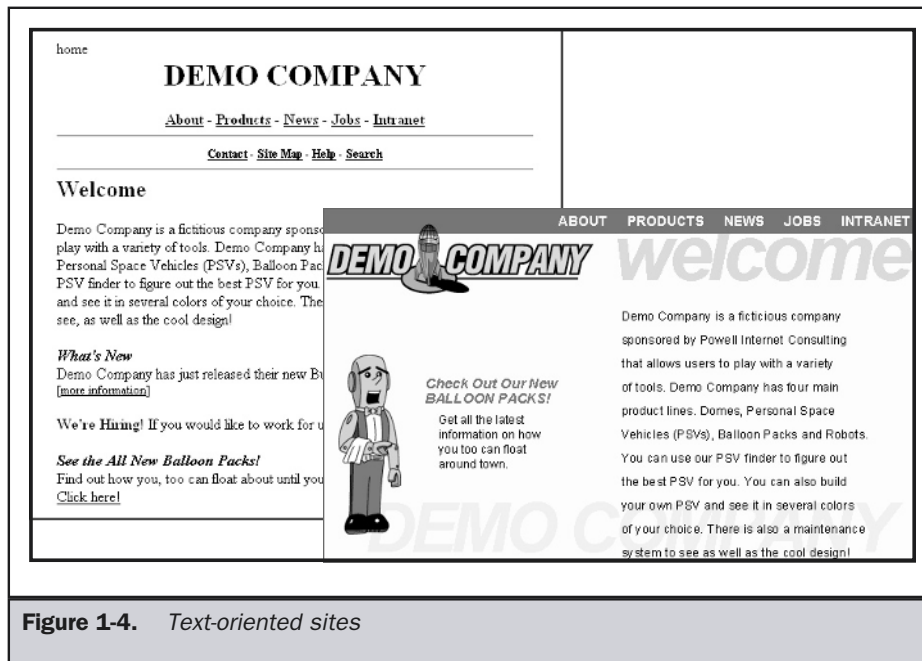 home
DEMO COMPANY
About - Products - News - Jobs - Intranet
Contact - Site Map - Help - Search
Welcome
Demo Company is a fictitious company sponso
play with a variety of tools. Demo Company ha
Personal Space Vehicles (PSVs), Balloon Pac
PSV finder to figure out the best PSV for you.
and see it in several colors of your choice. The
see, as well as the cool design!
What's New
Demo Company has just released their new Bu
[more information]
We're Hiring! If you would like to work for u
See the All New Balloon Packs!
Find out how you, too can float about until you
Click here!
ABOUT PRODUCTS NEWS JOBS INTRANET
DEMO COMPANY
welcome
Demo Company is a ficticious company
sponsored by Powell Internet Consulting
that allows users to play with a variety
of tools. Demo Company has four main
product lines. Domes, Personal Space
Vehicles (PSVs), Balloon Packs and Robots.
You can use our PSV finder to figure out
the best PSV for you. You can also build
your own PSV and see it in several colors
of your choice. There is also a maintenance
system to see as well as the cool design!
Check Out Our New
BALLOON PACKS!
Get all the latest
information on how
you too can float
around town.
DEMO COMPANY
Figure 1-4. Text-oriented sites